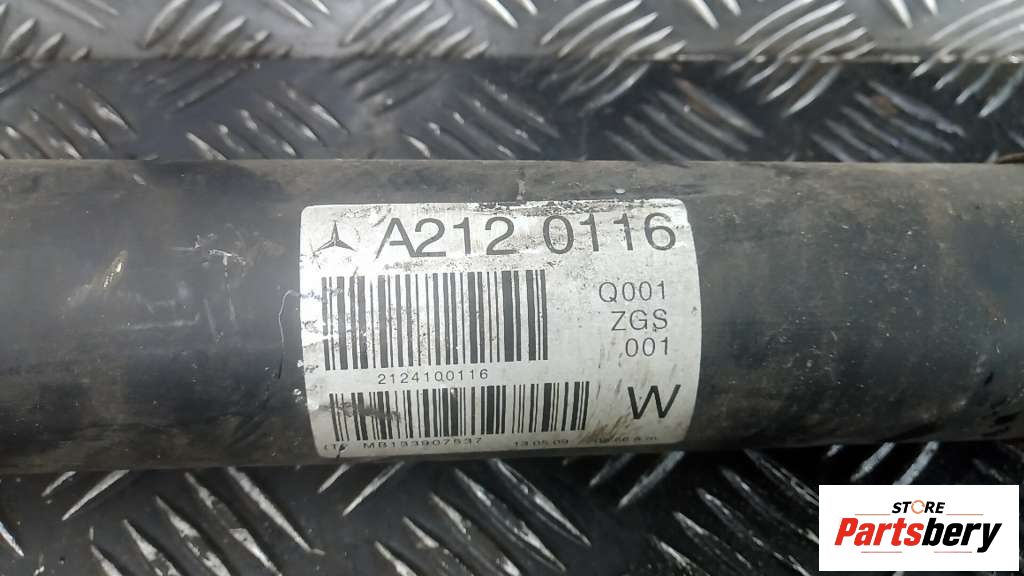 A212 0116
Q001
ZGS
001
2124100116
W
MB133907537 13.05.09
STORE
Partsbery